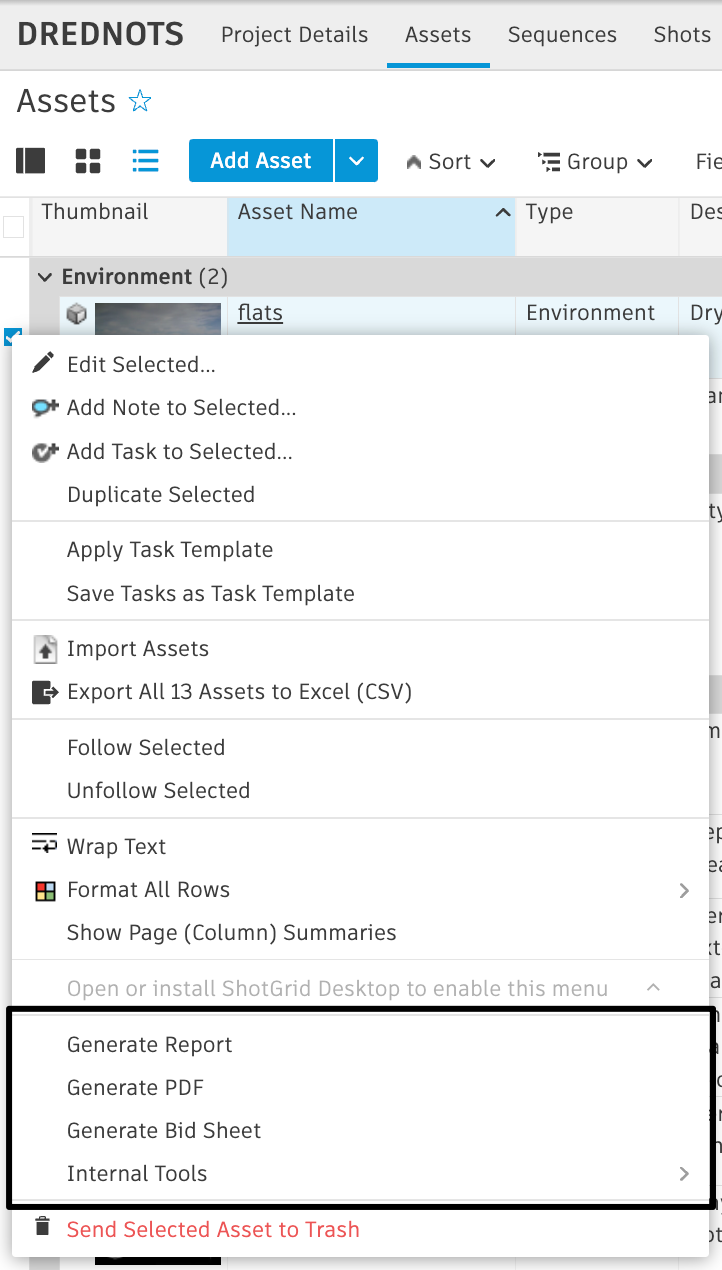 DREDNOTS Project Details Assets Sequences Shots
Assets
Add Asset Sort Group
Thumbnail Asset Name Type
Environment (2)
flats Environment Dry
Edit Selected...
Add Note to Selected...
Add Task to Selected...
Duplicate Selected
Apply Task Template
Save Tasks as Task Template
Import Assets
Export All 13 Assets to Excel (CSV)
Follow Selected
Unfollow Selected
Wrap Text
Format All Rows
Show Page (Column) Summaries
Open or install ShotGrid Desktop to enable this menu
Generate Report
Generate PDF
Generate Bid Sheet
Internal Tools
Send Selected Asset to Trash